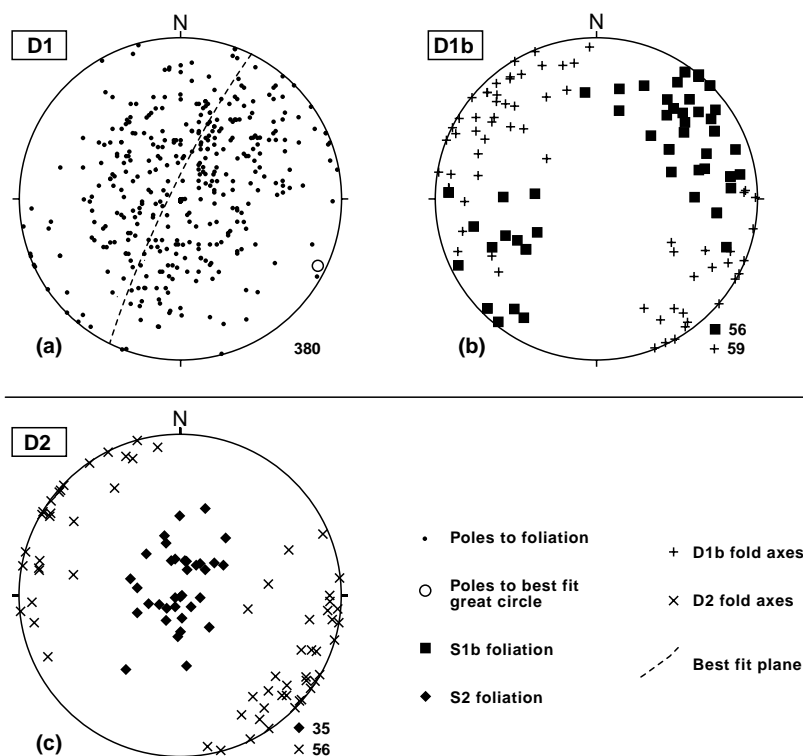 D1
N
(a)
380
D1b
N
(b)
56
59
D2
N
(c)
35
56
Poles to foliation
Poles to best fit
great circle
S1b foliation
S2 foliation
D1b fold axes
D2 fold axes
Best fit plane